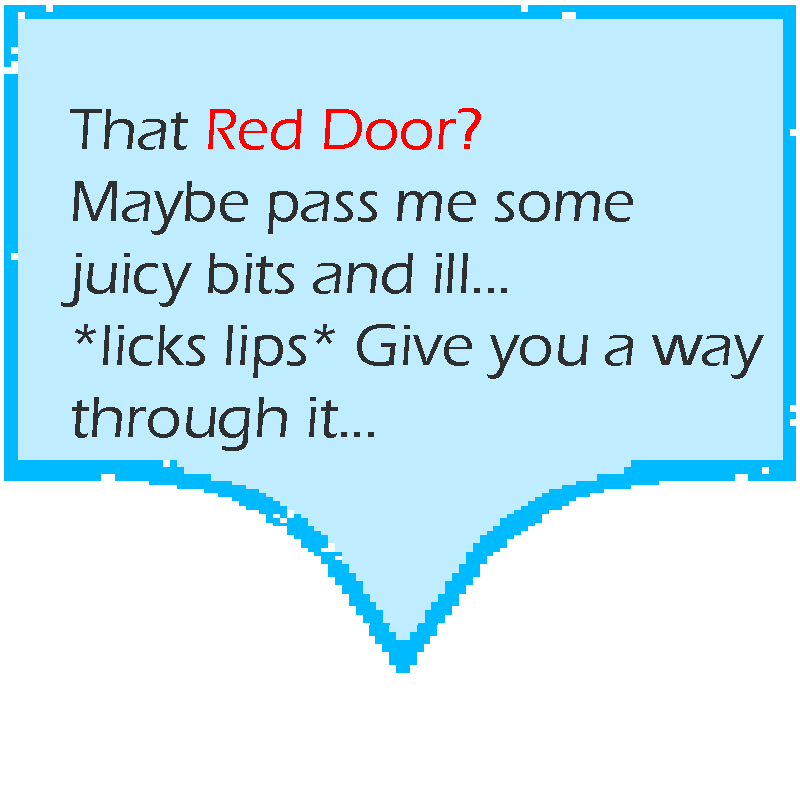 That Red Door?
Maybe pass me some
juicy bits and ill...
*licks lips* Give you a way
through it...